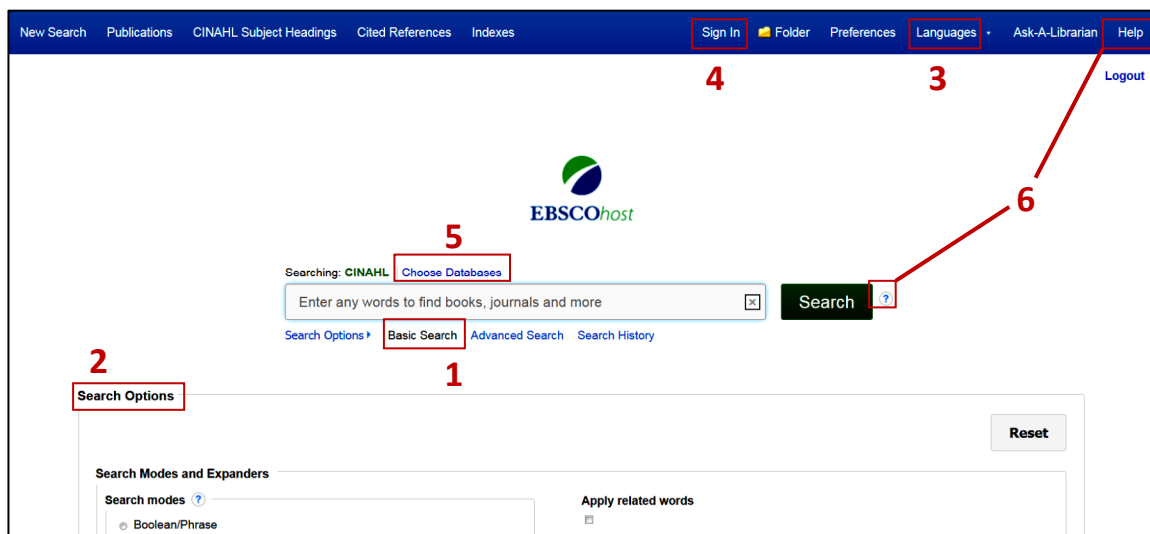 New Search Publications CINAHL Subject Headings Cited References Indexes Sign In Folder Preferences Languages Ask-A-Librarian Help
4 3 Logout
6
EBSCOhost
5
Searching: CINAHL Choose Databases
Enter any words to find books, journals and more Search ?
Search Options Basic Search Advanced Search Search History
2 1
Search Options
Reset
Search Modes and Expanders
Search modes ? Apply related words
Boolean/Phrase